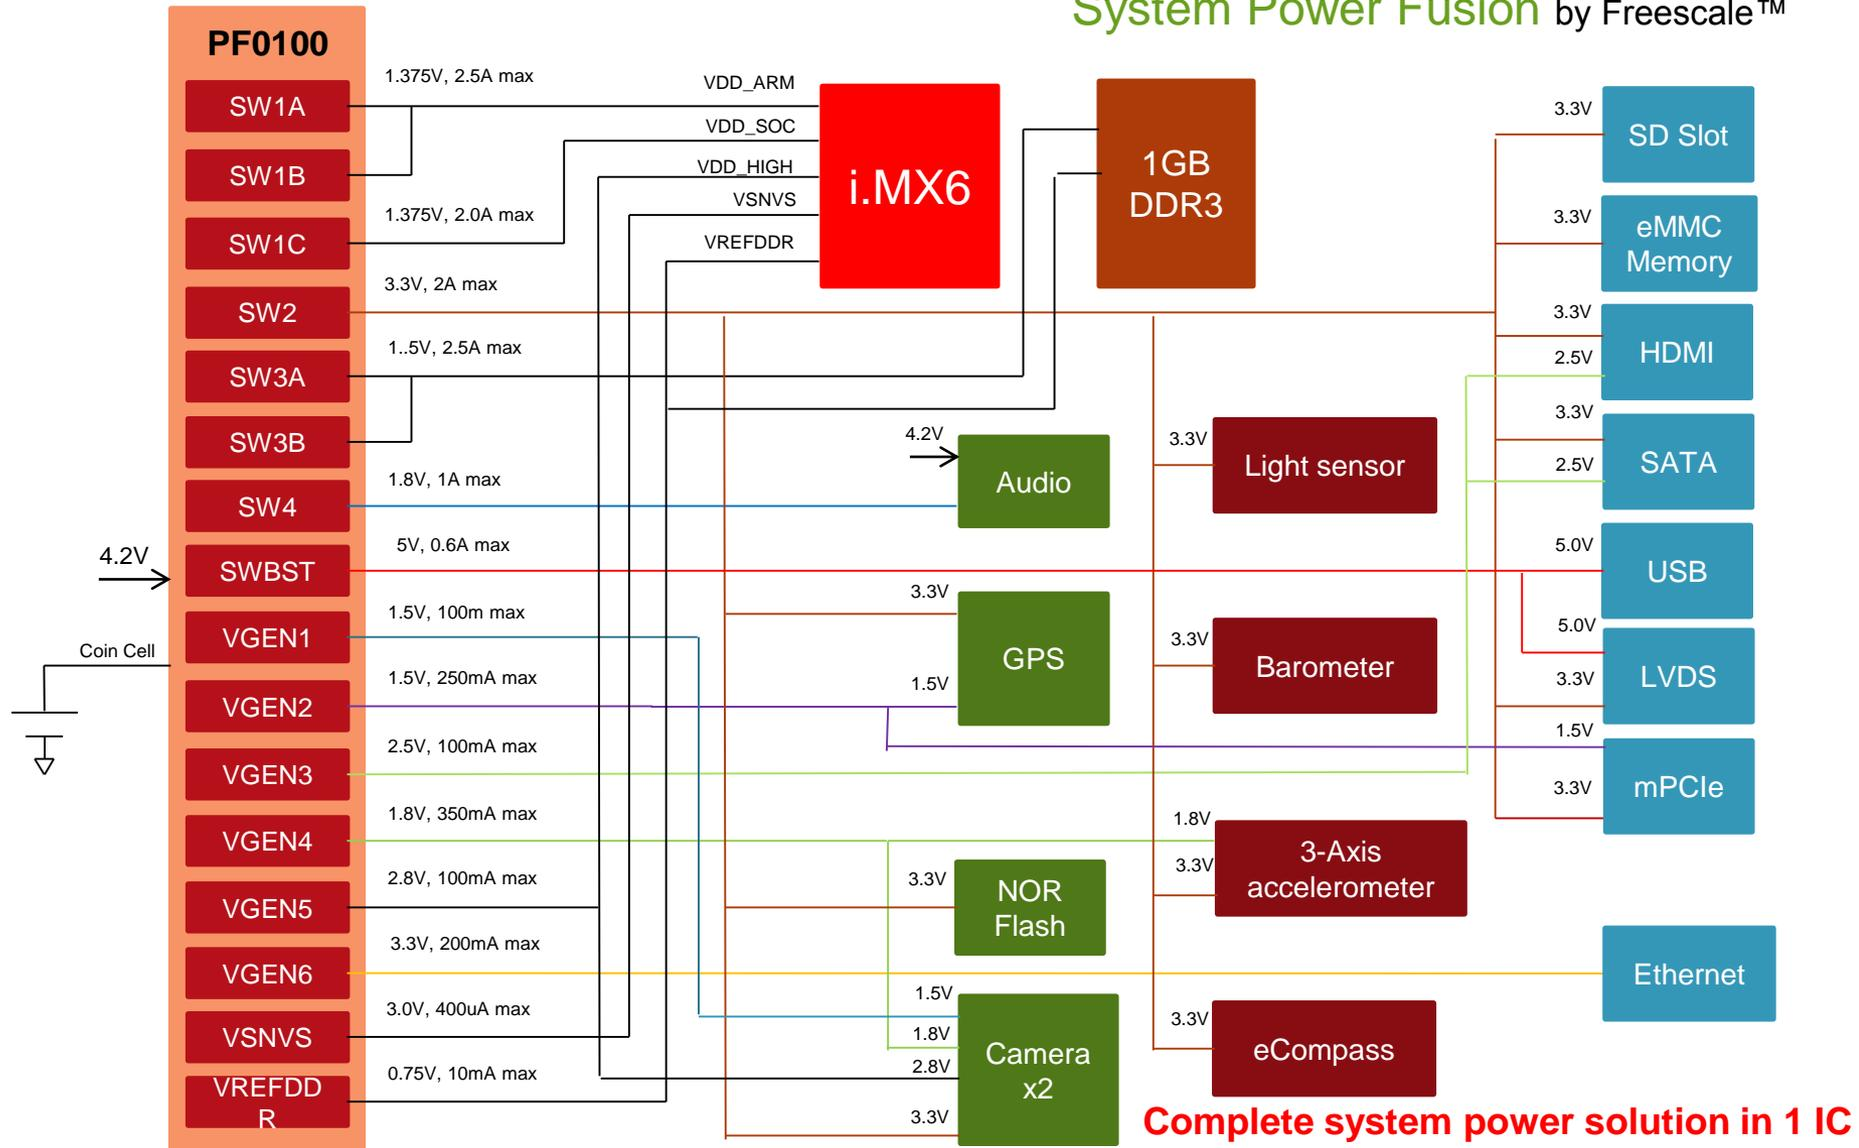 System Power Fusion by Freescale™
PF0100
SW1A
SW1B
SW1C
SW2
SW3A
SW3B
SW4
SWBST
VGEN1
VGEN2
VGEN3
VGEN4
VGEN5
VGEN6
VSNVS
VREFDD
R
4.2V
Coin Cell
1.375V, 2.5A max
1.375V, 2.0A max
3.3V, 2A max
1..5V, 2.5A max
1.8V, 1A max
5V, 0.6A max
1.5V, 100m max
1.5V, 250mA max
2.5V, 100mA max
1.8V, 350mA max
2.8V, 100mA max
3.3V, 200mA max
3.0V, 400uA max
0.75V, 10mA max
VDD_ARM
VDD_SOC
VDD_HIGH
VSNVS
VREFDDR
i.MX6
1GB
DDR3
4.2V
Audio
3.3V
1.5V
GPS
3.3V
NOR
Flash
1.5V
1.8V
2.8V
3.3V
Camera
x2
3.3V
Light sensor
3.3V
Barometer
1.8V
3.3V
3-Axis
accelerometer
3.3V
eCompass
3.3V
SD Slot
3.3V
eMMC
Memory
3.3V
2.5V
HDMI
3.3V
2.5V
SATA
5.0V
USB
5.0V
3.3V
LVDS
1.5V
3.3V
mPCIe
Ethernet
Complete system power solution in 1 IC